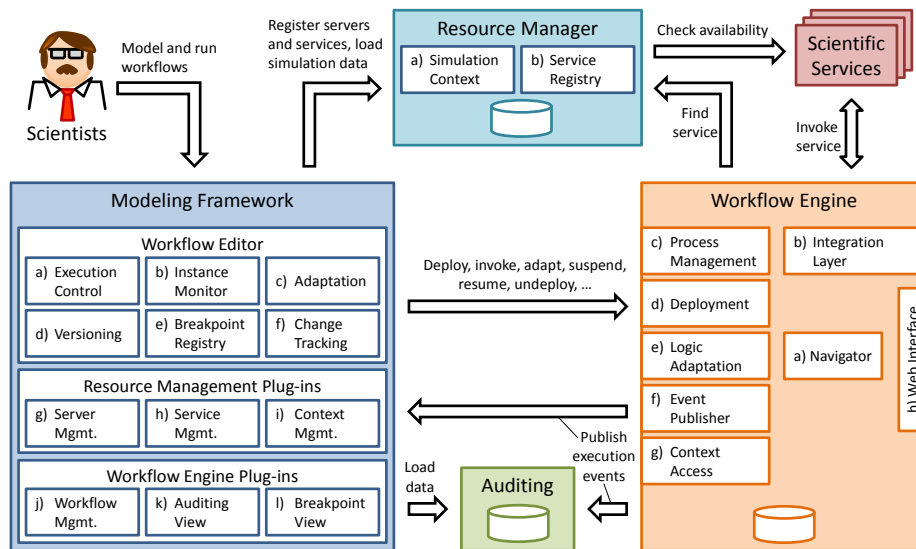 Model and run
workflows
Scientists
Register servers
and services, load
simulation data
Resource Manager
a) Simulation
Context
b) Service
Registry
Check availability
Scientific
Services
Find
service
Invoke
service
Modeling Framework
Workflow Editor
a) Execution
Control
b) Instance
Monitor
c) Adaptation
d) Versioning
e) Breakpoint
Registry
f) Change
Tracking
Resource Management Plug-ins
g) Server
Mgmt.
h) Service
Mgmt.
i) Context
Mgmt.
Workflow Engine Plug-ins
j) Workflow
Mgmt.
k) Auditing
View
l) Breakpoint
View
Deploy, invoke, adapt, suspend,
resume, undeploy, ...
Publish
execution
events
Load
data
Auditing
Workflow Engine
c) Process
Management
b) Integration
Layer
d) Deployment
e) Logic
Adaptation
a) Navigator
f) Event
Publisher
g) Context
Access
h) Web Interface